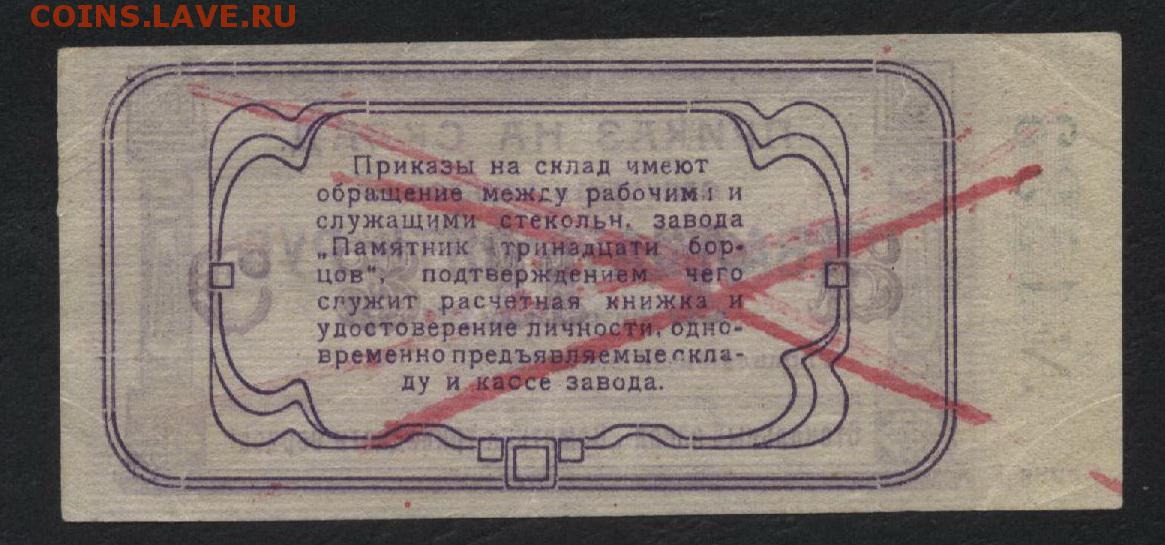 COINS.LAVE.RU
Приказы на склад имеют
обращение между рабочими и
служащими стекольн. завода
„Памятник тринадцати бор-
цов", подтверждением чего
служит расчетная книжка и
удостоверение личности, одно-
временно предъявляемые скла-
ду и кассе завода.